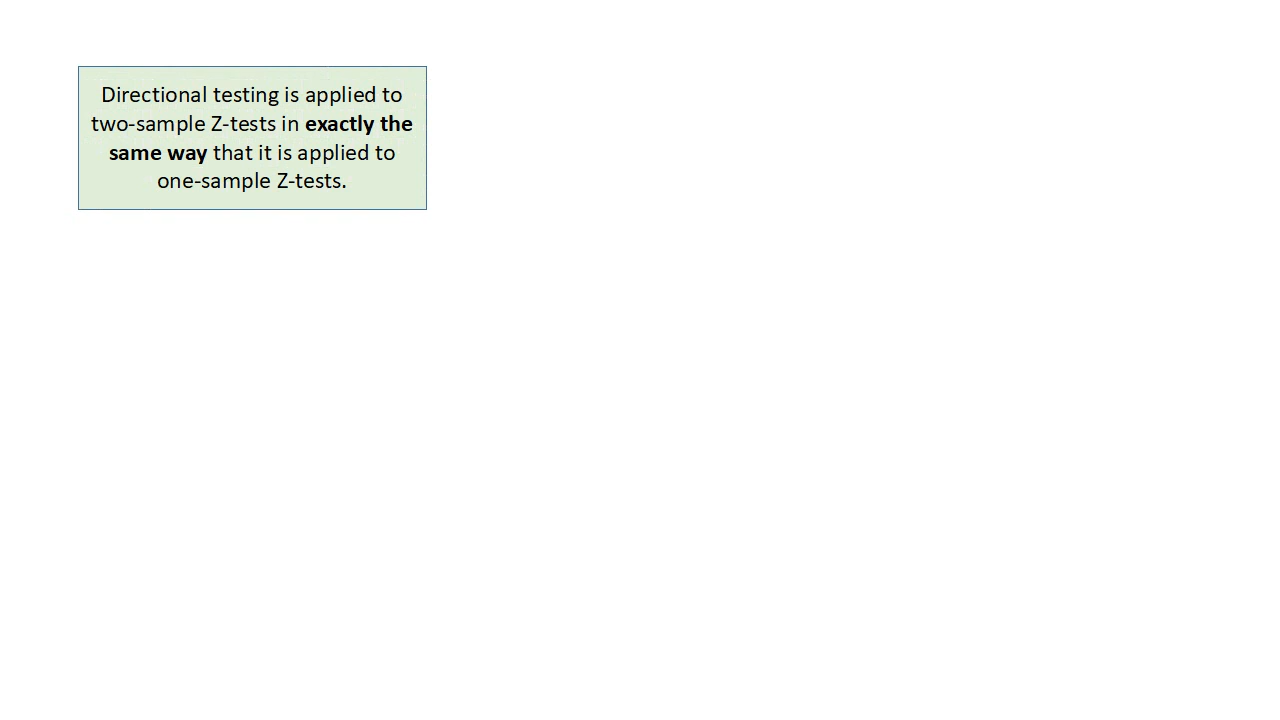 Directional testing is applied to
two-sample Z-tests in exactly the
same way that it is applied to
one-sample Z-tests.